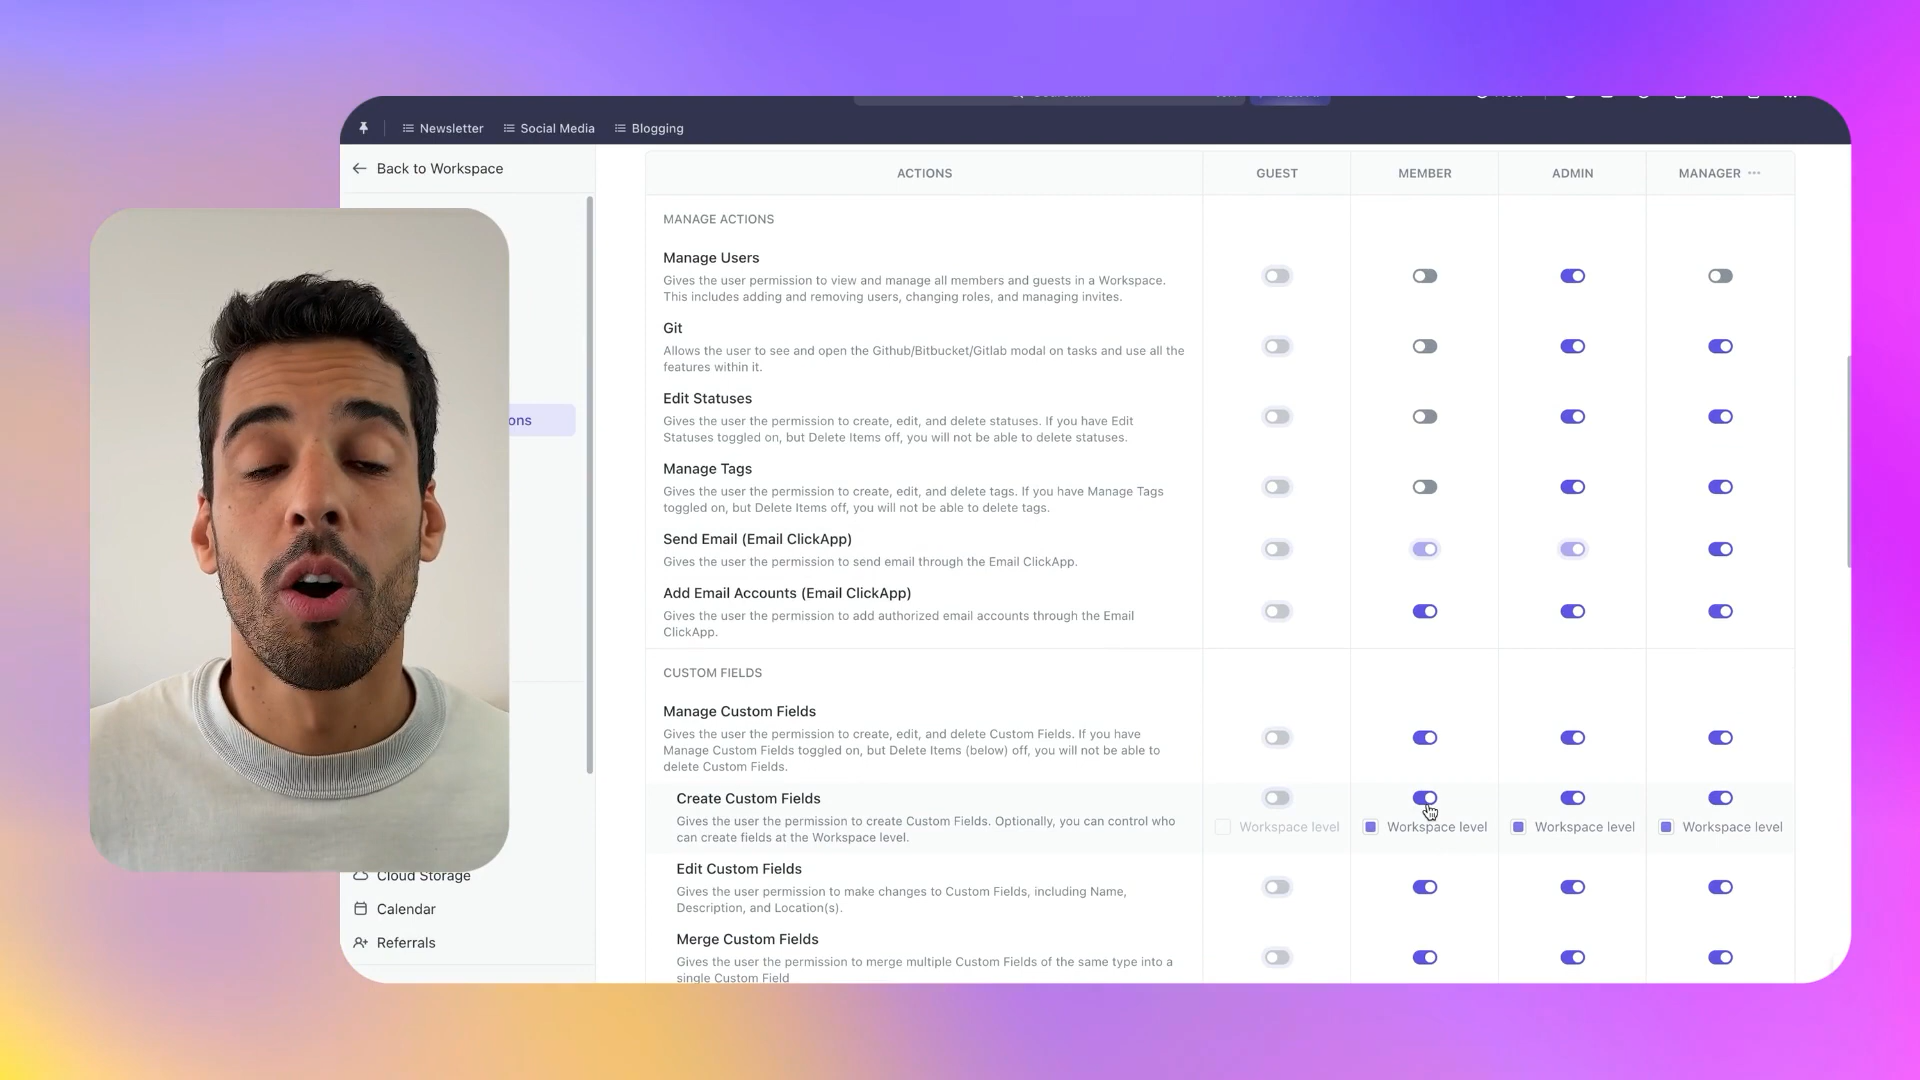 Newsletter
Social Media
Blogging
Back to Workspace
ons
Cloud Storage
Calendar
Referrals
ACTIONS
GUEST
MEMBER
ADMIN
MANAGER
MANAGE ACTIONS
Manage Users
Gives the user permission to view and manage all members and guests in a Workspace.
This includes adding and removing users, changing roles, and managing invites.
Git
Allows the user to see and open the Github/Bitbucket/Gitlab modal on tasks and use all the
features within it.
Edit Statuses
Gives the user the permission to create, edit, and delete statuses. If you have Edit
Statuses toggled on, but Delete Items off, you will not be able to delete statuses.
Manage Tags
Gives the user the permission to create, edit, and delete tags. If you have Manage Tags
toggled on, but Delete Items off, you will not be able to delete tags.
Send Email (Email ClickApp)
Gives the user the permission to send email through the Email ClickApp.
Add Email Accounts (Email ClickApp)
Gives the user the permission to add authorized email accounts through the Email
ClickApp.
CUSTOM FIELDS
Manage Custom Fields
Gives the user the permission to create, edit, and delete Custom Fields. If you have
Manage Custom Fields toggled on, but Delete Items (below) off, you will not be able to
delete Custom Fields.
Create Custom Fields
Gives the user the permission to create Custom Fields. Optionally, you can control who
can create fields at the Workspace level.
Workspace level
Workspace level
Workspace level
Workspace level
Edit Custom Fields
Gives the user permission to make changes to Custom Fields, including Name,
Description, and Location(s).
Merge Custom Fields
Gives the user the permission to merge multiple Custom Fields of the same type into a
single Custom Field